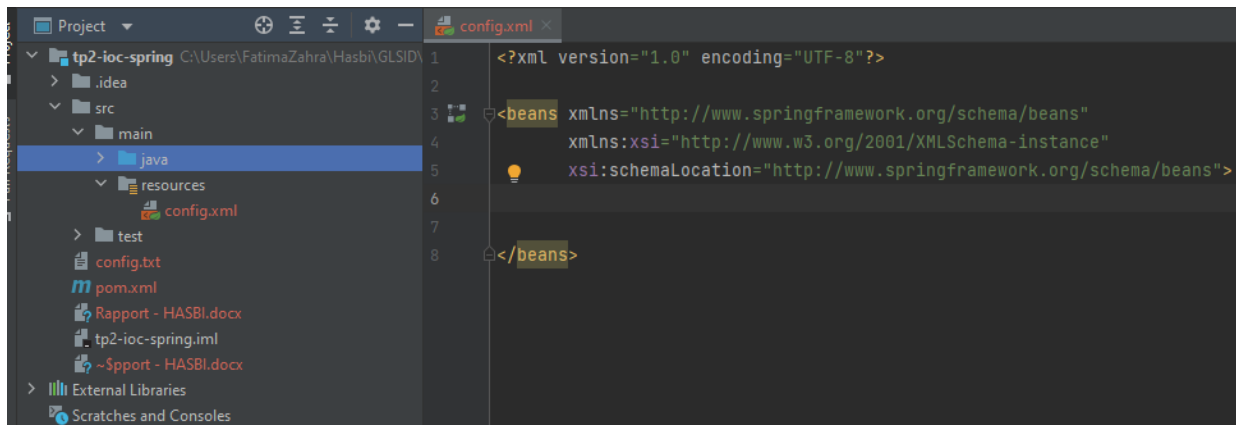 Project
config.xml
tp2-ioc-spring C:\Users\FatimaZahra\Hasbi\GLSID\
.idea
src
main
java
resources
config.xml
test
config.txt
pom.xml
Rapport - HASBI.docx
tp2-ioc-spring.iml
~$pport - HASBI.docx
External Libraries
Scratches and Consoles
1 <?xml version="1.0" encoding="UTF-8"?>
2
3 <beans xmlns="http://www.springframework.org/schema/beans"
4 xmlns:xsi="http://www.w3.org/2001/XMLSchema-instance"
5 xsi:schemaLocation="http://www.springframework.org/schema/beans">
6
7
8 </beans>